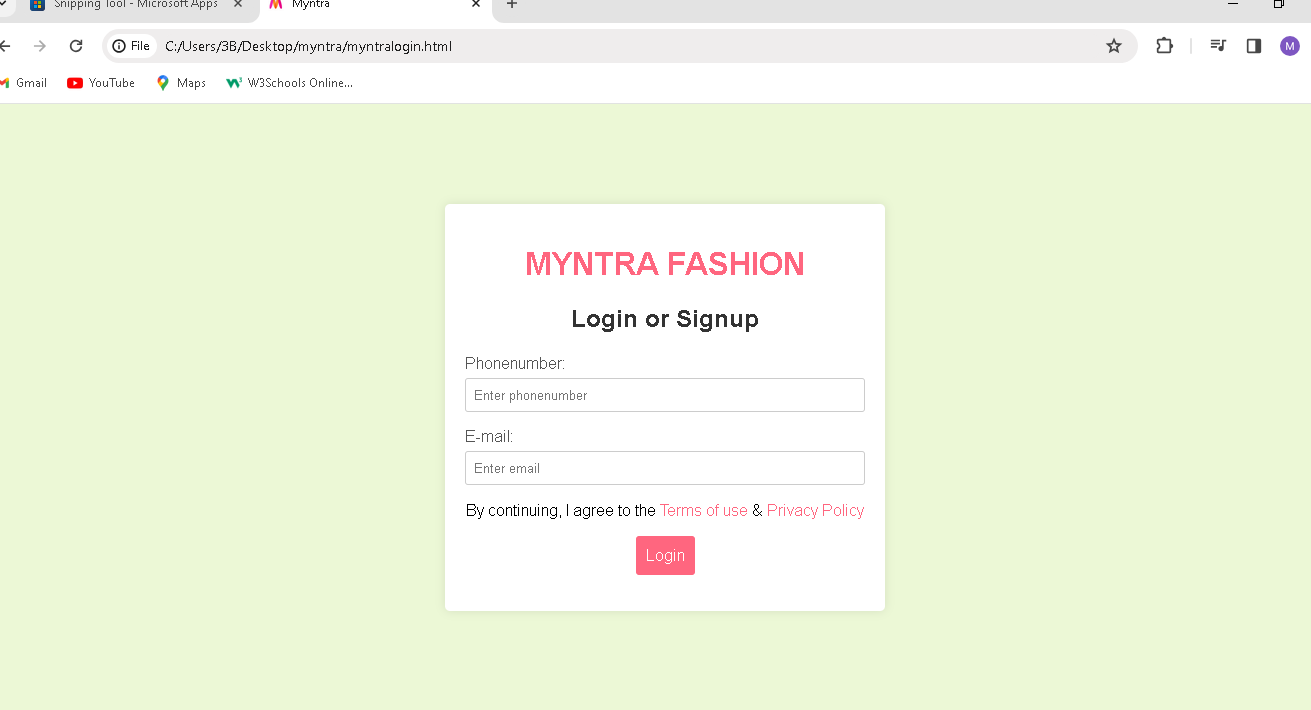 Snipping Tool - Microsoft Apps
Myntra
File C:/Users/3B/Desktop/myntra/myntralogin.html
M
Gmail YouTube Maps W3Schools Online...
MYNTRA FASHION
Login or Signup
Phonenumber:
Enter phonenumber
E-mail:
Enter email
By continuing, I agree to the Terms of use & Privacy Policy
Login